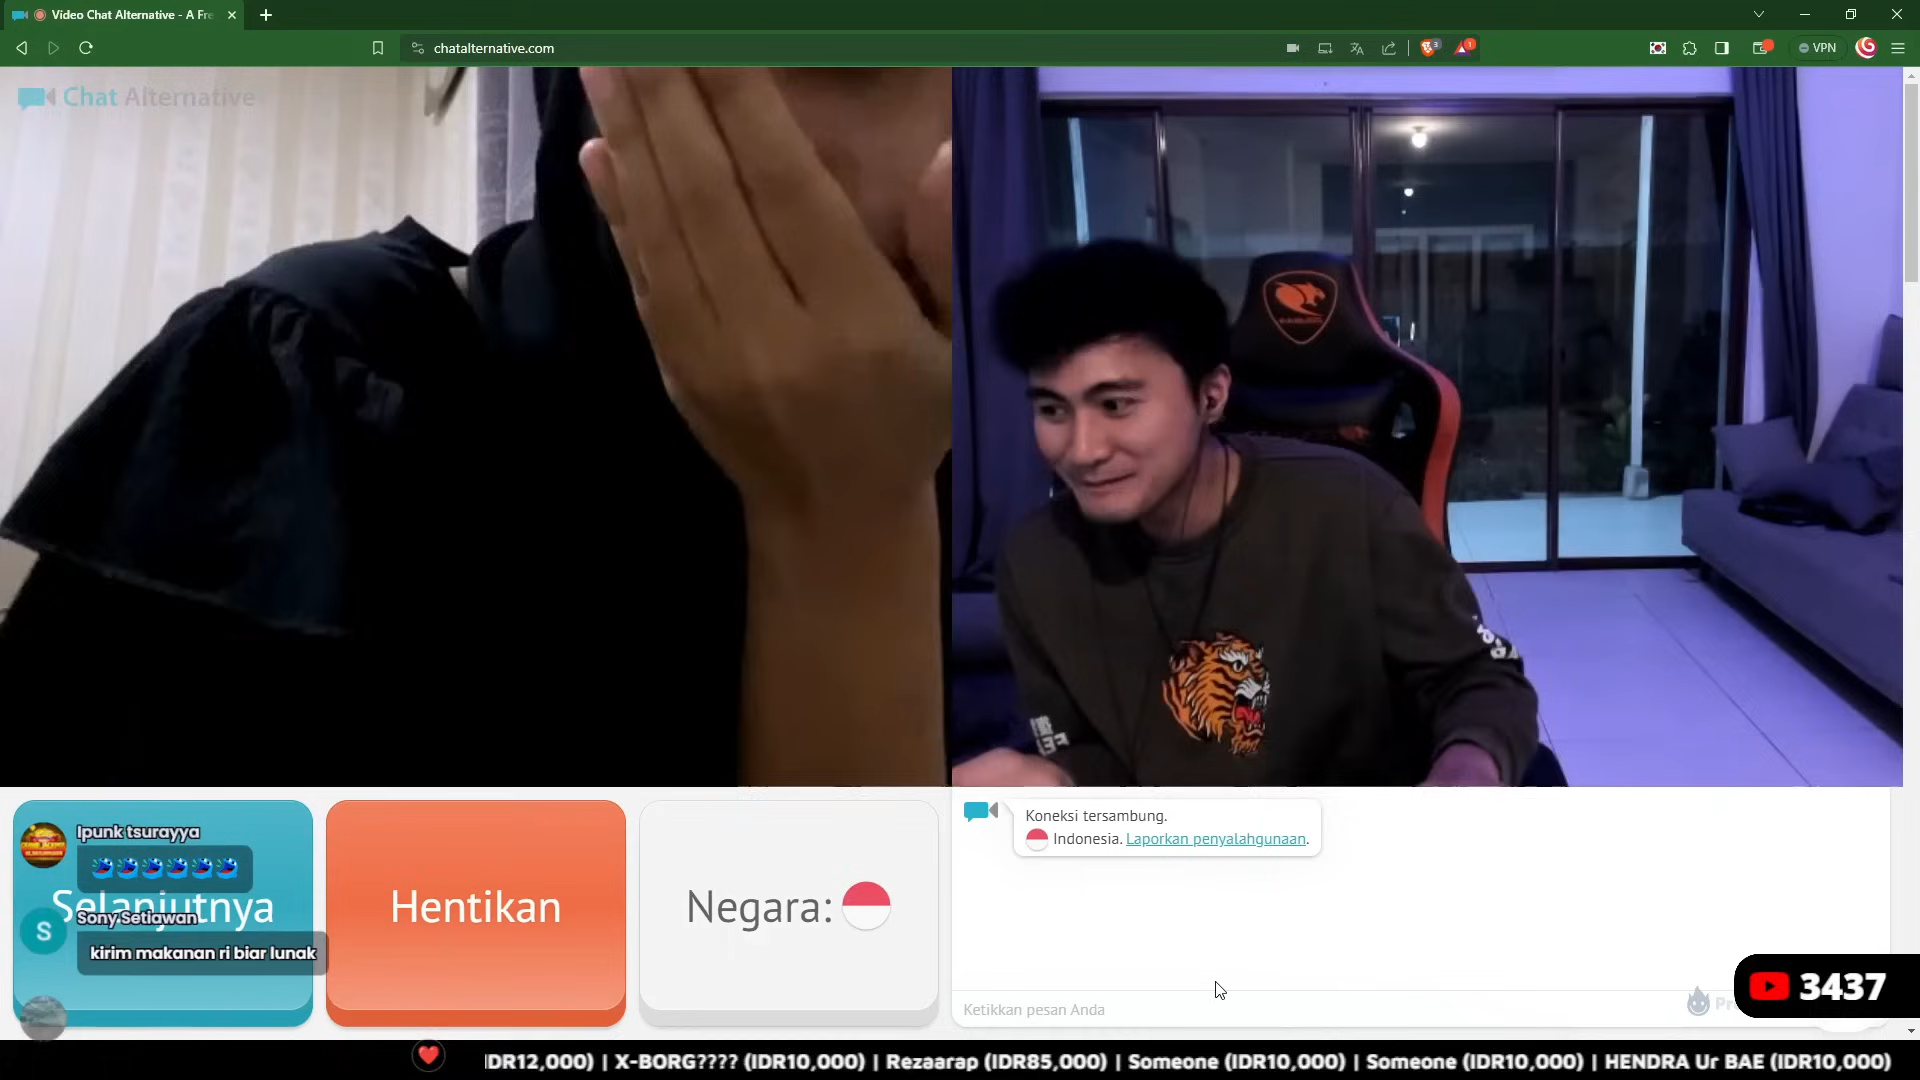 Video Chat Alternative - A Fre
chatalternative.com
3
1
VPN
Chat Alternative
Koneksi tersambung.
Indonesia. Laporkan penyalahgunaan.
Selanjutnya
Hentikan
Negara:
Ipunk tsurayya
S
Sony Setiawan
kirim makanan ri biar lunak
Ketikkan pesan Anda
3437
IDR12,000) | X-BORG???? (IDR10,000) | Rezaarap (IDR85,000) | Someone (IDR10,000) | Someone (IDR10,000) | HENDRA Ur BAE (IDR10,000)